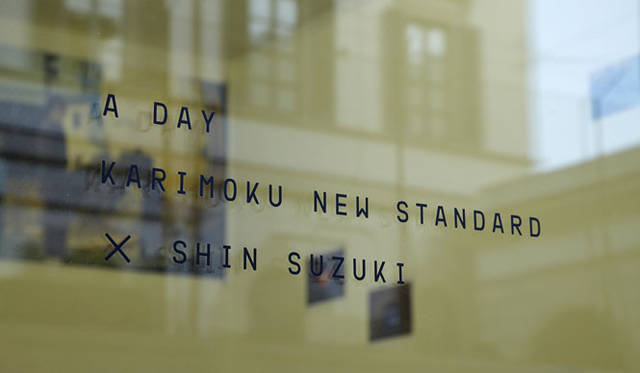 A DAY
KARIMOKU NEW STANDARD
× SHIN SUZUKI